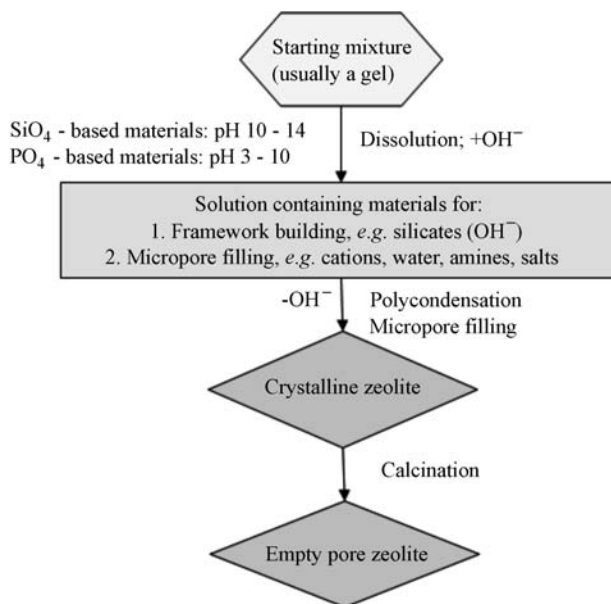 Starting mixture
(usually a gel)
SiO₄ - based materials: pH 10 - 14
PO₄ - based materials: pH 3 - 10
Dissolution; +OH⁻
Solution containing materials for:
1. Framework building, e.g. silicates (OH⁻)
2. Micropore filling, e.g. cations, water, amines, salts
-OH⁻
Polycondensation
Micropore filling
Crystalline zeolite
Calcination
Empty pore zeolite